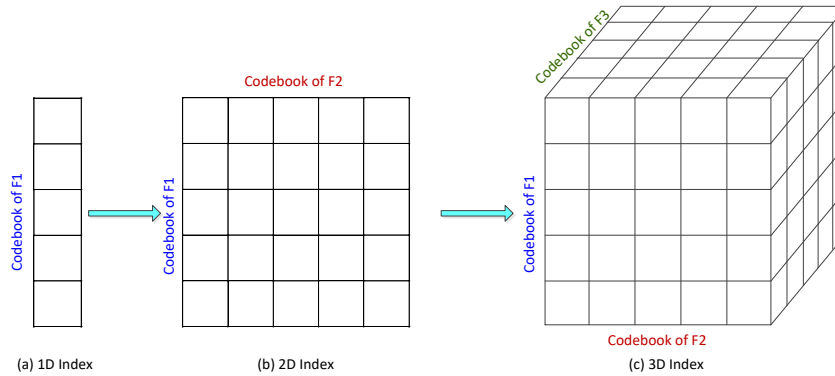 Codebook of F1
(a) 1D Index
Codebook of F2
Codebook of F1
(b) 2D Index
Codebook of F3
Codebook of F1
Codebook of F2
(c) 3D Index